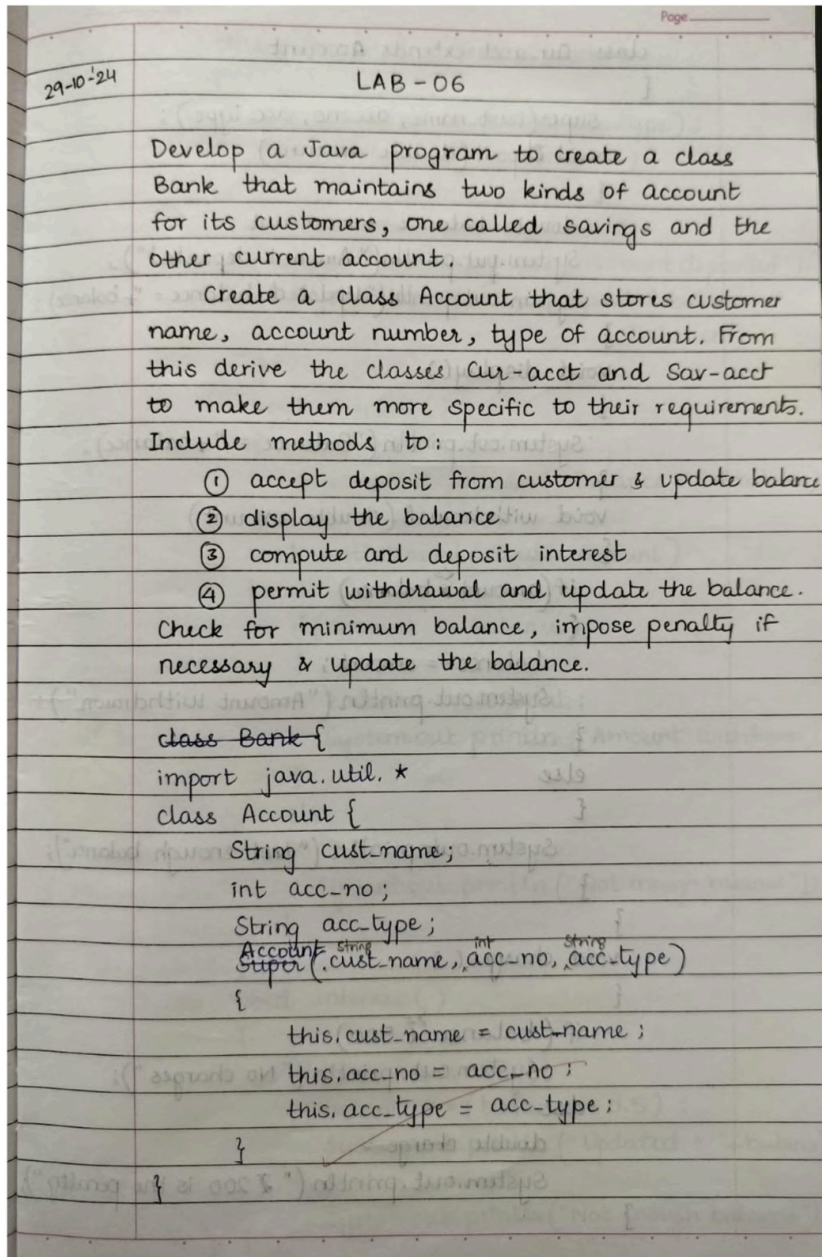 Page
29-10-'24
LAB-06
Develop a Java program to create a class
Bank that maintains two kinds of account
for its customers, one called savings and the
other current account.
Create a class Account that stores customer
name, account number, type of account. From
this derive the classes Cur-acct and Sav-acct
to make them more specific to their requirements.
Include methods to:
① accept deposit from customer & update balance
② display the balance
③ compute and deposit interest
④ permit withdrawal and update the balance.
Check for minimum balance, impose penalty if
necessary & update the balance.
class Bank {
import java.util.*
class Account {
String cust_name;
int acc_no;
String acc_type;
Account String int String
Super(cust_name, acc_no, acc_type)
{
this.cust_name = cust_name;
this.acc_no = acc_no;
this.acc_type = acc_type;
}
}